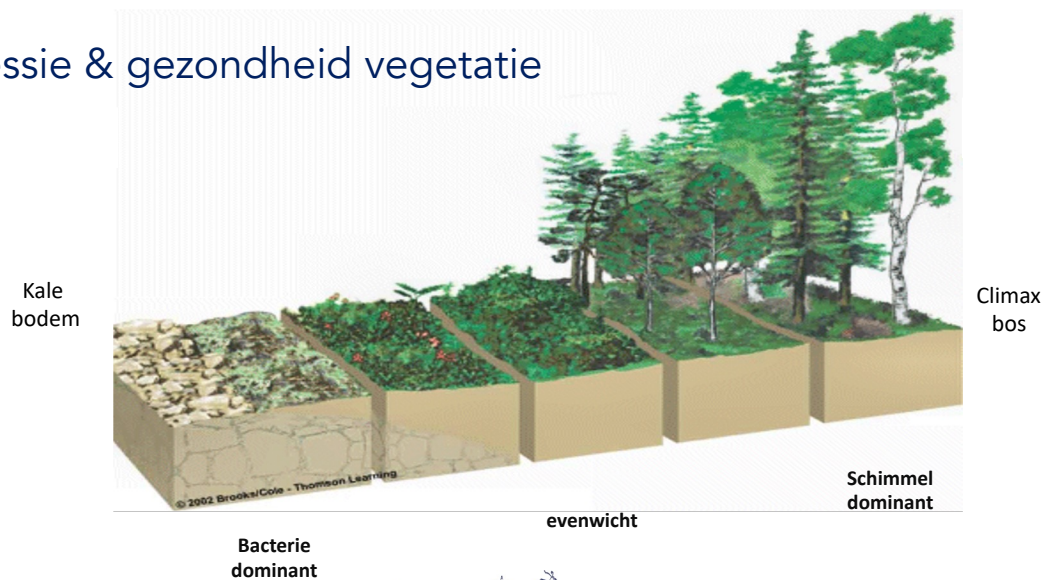 ssie & gezondheid vegetatie
Kale
bodem
Climax
bos
© 2002 Brooks/Cole - Thomson Learning
Schimmel
dominant
evenwicht
Bacterie
dominant